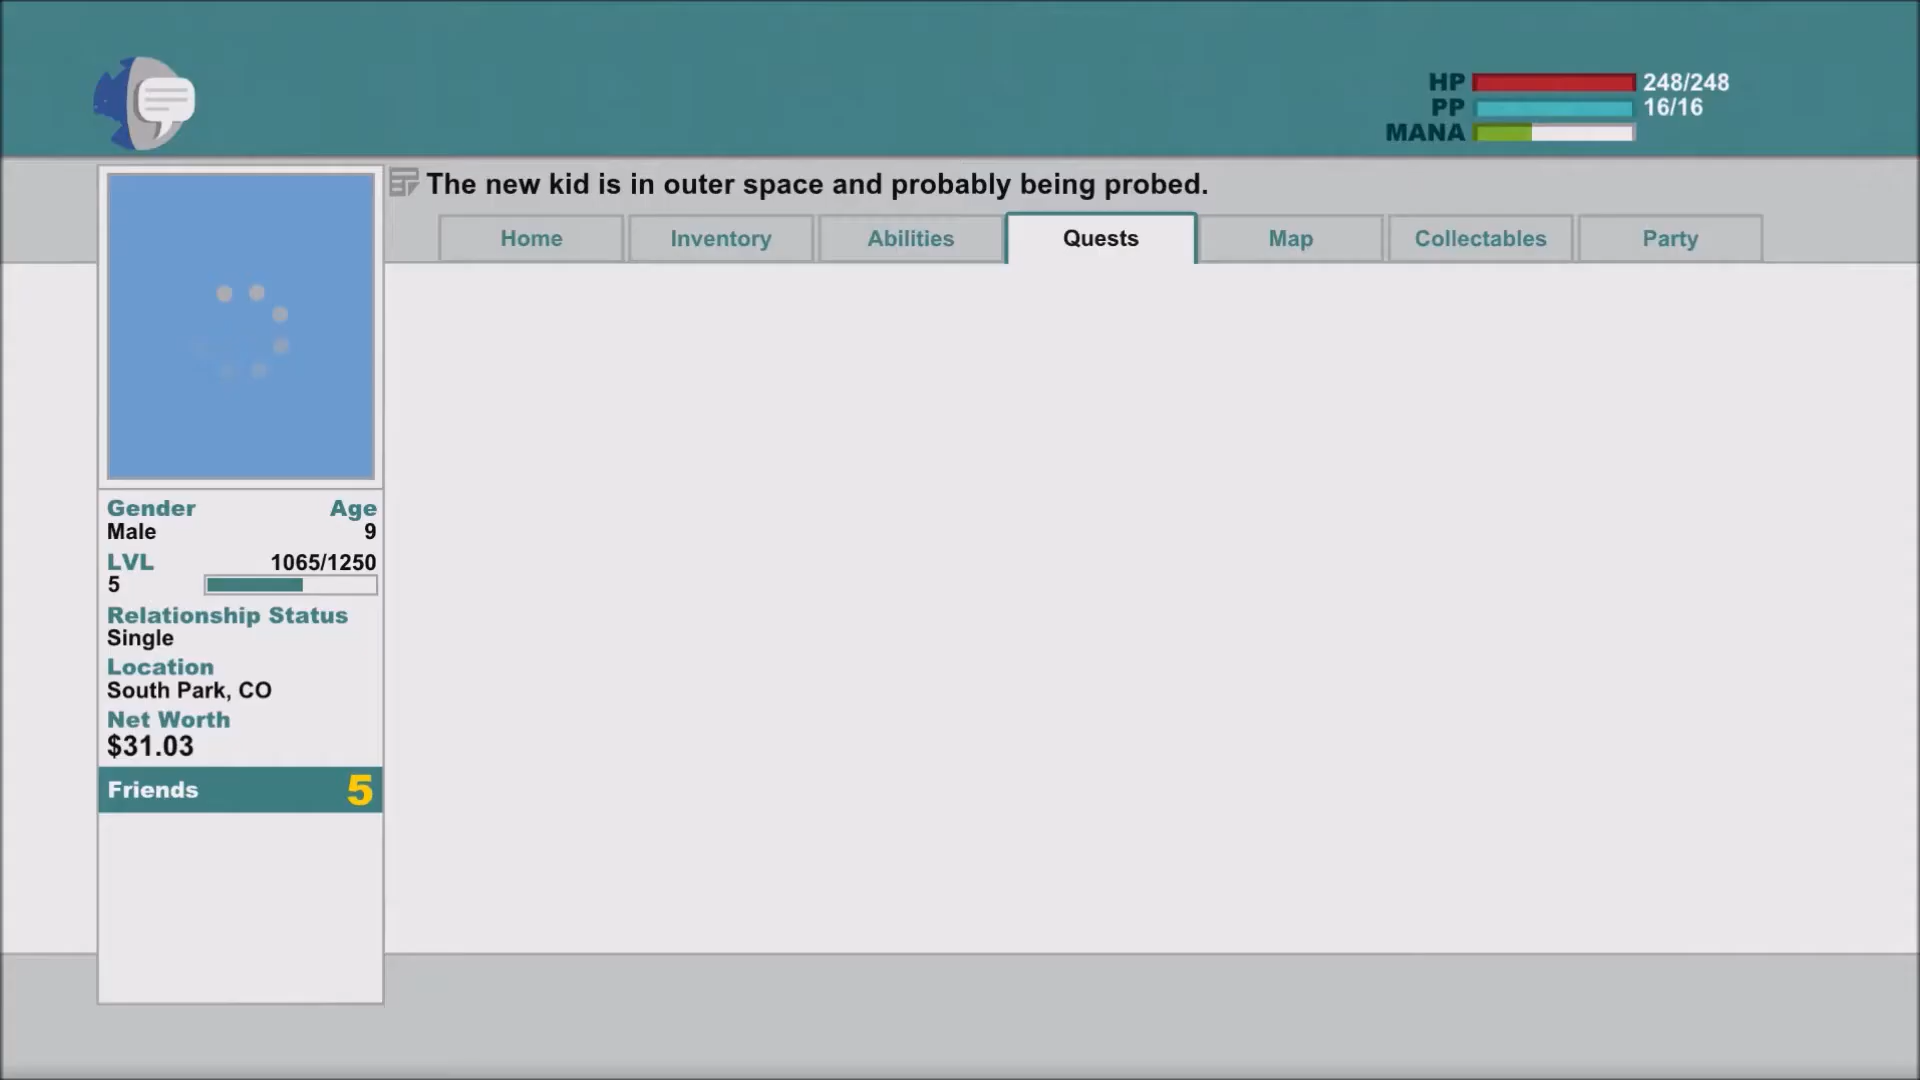 HP 248/248
PP 16/16
MANA
The new kid is in outer space and probably being probed.
Home Inventory Abilities Quests Map Collectables Party
Gender Age
Male 9
LVL 1065/1250
5
Relationship Status
Single
Location
South Park, CO
Net Worth
$31.03
Friends 5